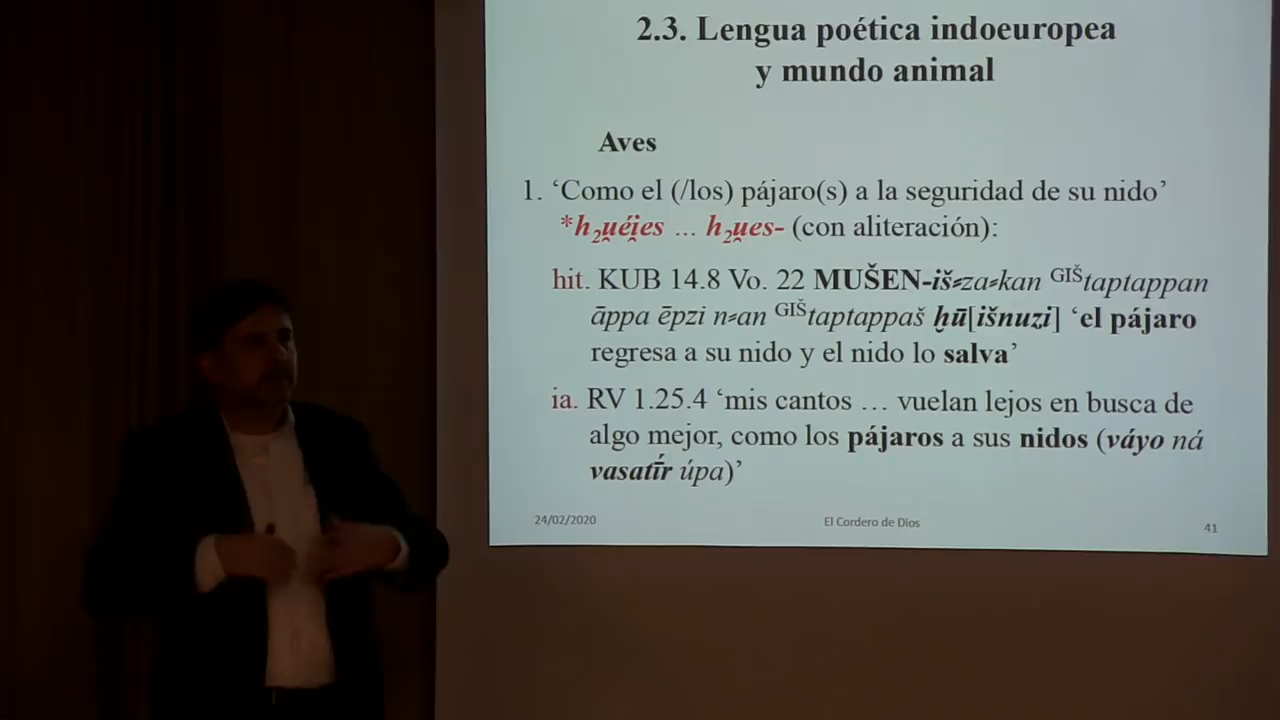 2.3. Lengua poética indoeuropea
y mundo animal
Aves
1. ‘Como el (/los) pájaro(s) a la seguridad de su nido’
*h₂u̯éi̯es ... h₂u̯es- (con aliteración):
hit. KUB 14.8 Vo. 22 MUŠEN-iš⸗za⸗kan ᴳᴵŠtaptappan
āppa ēpzi n⸗an ᴳᴵŠtaptappaš ḫū[išnuzi] ‘el pájaro
regresa a su nido y el nido lo salva’
ia. RV 1.25.4 ‘mis cantos … vuelan lejos en busca de
algo mejor, como los pájaros a sus nidos (váyo ná
vasatī́r úpa)’
24/02/2020 El Cordero de Dios 41